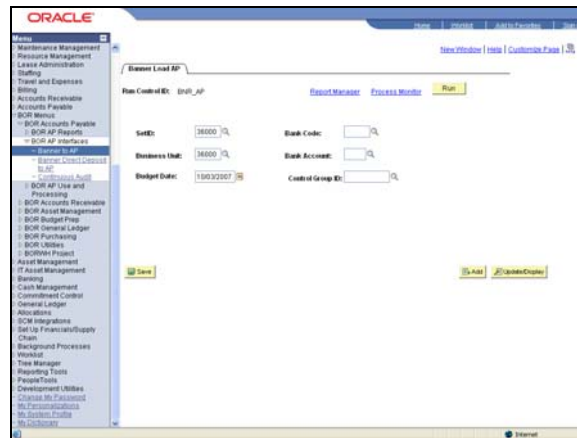 ORACLE
Home Worklist Add to Favorites Sign
Menu
Maintenance Management
Resource Management
Lease Administration
Staffing
Travel and Expenses
Billing
Accounts Receivable
Accounts Payable
BOR Menus
BOR Accounts Payable
BOR AP Reports
BOR AP Interfaces
Banner to AP
Banner Direct Deposit
to AP
Continuous Audit
BOR AP Use and
Processing
BOR Accounts Receivable
BOR Asset Management
BOR Budget Prep
BOR General Ledger
BOR Purchasing
BOR Utilities
BORWH Project
Asset Management
IT Asset Management
Banking
Cash Management
Commitment Control
General Ledger
Allocations
SCM Integrations
Set Up Financials/Supply
Chain
Background Processes
Worklist
Tree Manager
Reporting Tools
PeopleTools
Development Utilities
Change My Password
My Personalizations
My System Profile
My Dictionary
New Window | Help | Customize Page
Banner Load AP
Run Control ID: BNR_AP Report Manager Process Monitor Run
SetID: 36000 Bank Code:
Business Unit: 36000 Bank Account:
Budget Date: 10/03/2007 Control Group ID:
Save Add Update/Display
Internet